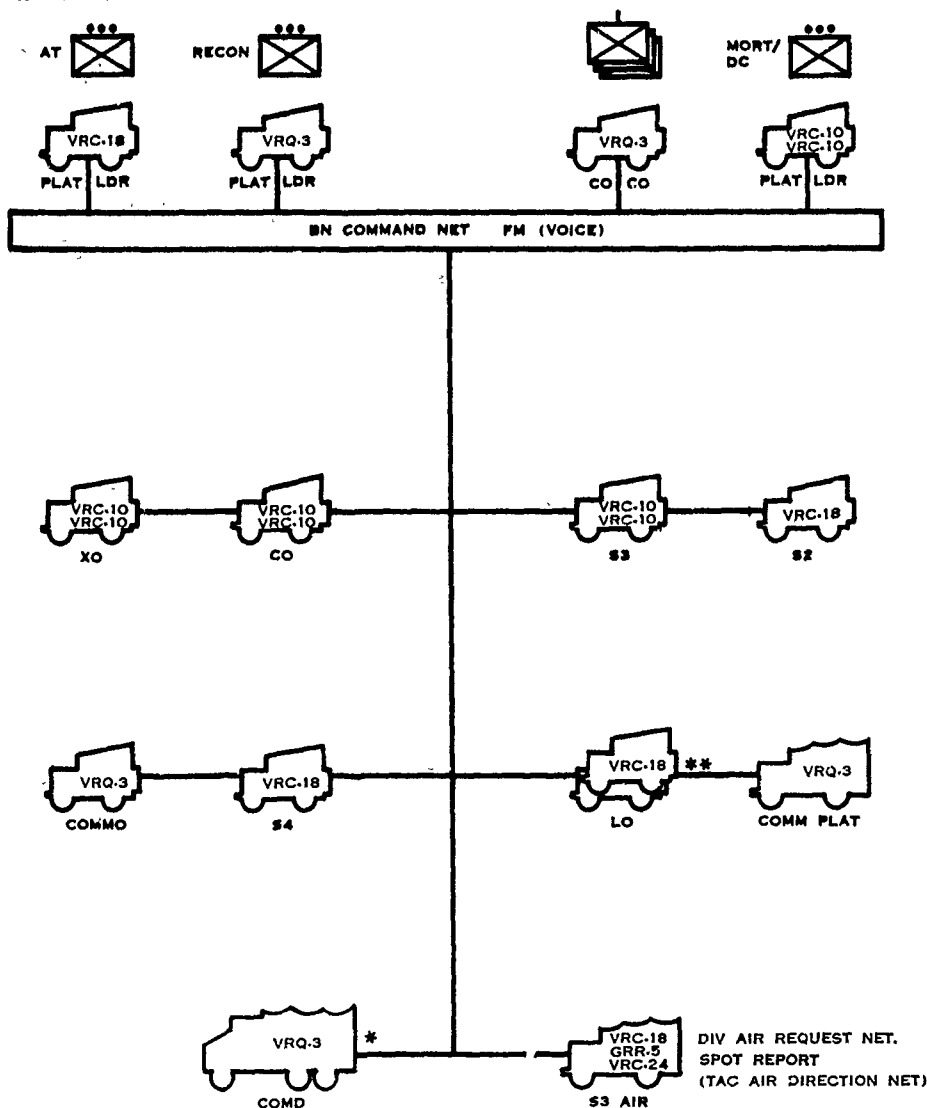 AT
RECON
MORT/
DC
VRC-18
VRQ-3
VRQ-3
VRC-10
VRC-10
PLAT LDR
PLAT LDR
CO CO
PLAT LDR
BN COMMAND NET FM (VOICE)
VRC-10
VRC-10
VRC-10
VRC-10
VRC-10
VRC-10
VRC-18
XO
CO
S3
S2
VRQ-3
VRC-18
VRC-18
**
VRQ-3
COMMO
S4
LO
COMM PLAT
VRQ-3
*
VRC-18
GRR-5
VRC-24
DIV AIR REQUEST NET.
SPOT REPORT
(TAC AIR DIRECTION NET)
COMD
S3 AIR